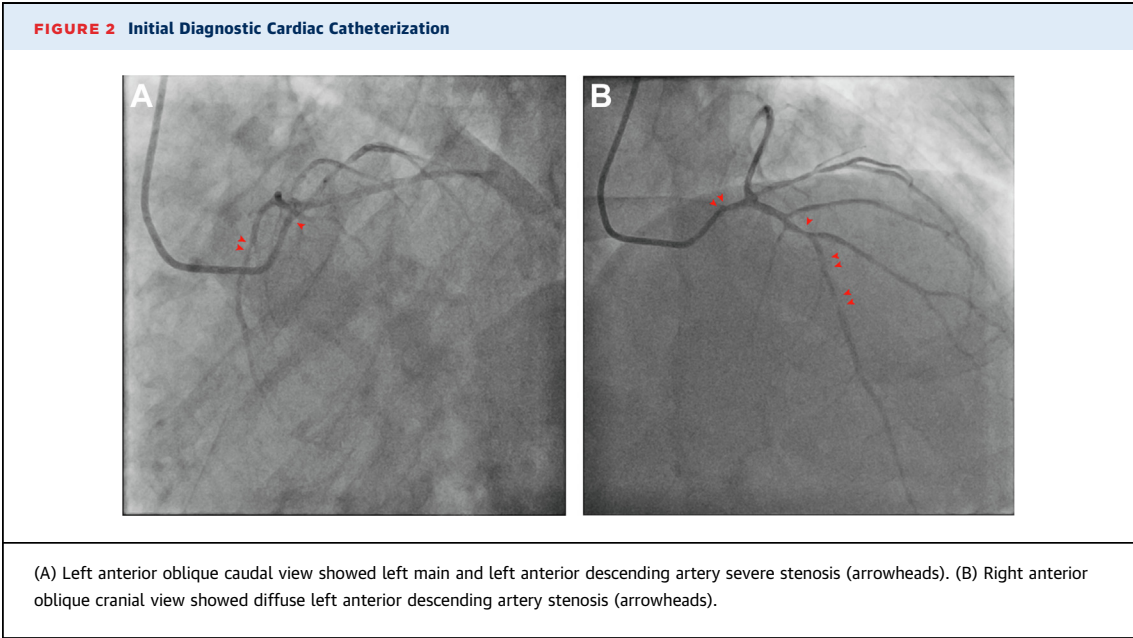 FIGURE 2 Initial Diagnostic Cardiac Catheterization
A
B
(A) Left anterior oblique caudal view showed left main and left anterior descending artery severe stenosis (arrowheads). (B) Right anterior
oblique cranial view showed diffuse left anterior descending artery stenosis (arrowheads).